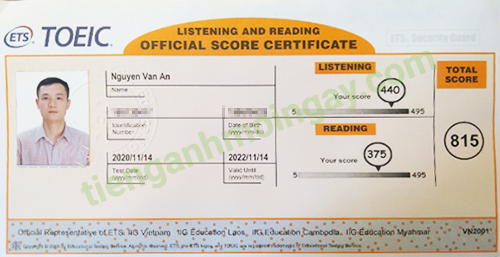 ETS TOEIC®
LISTENING AND READING
OFFICIAL SCORE CERTIFICATE
ETS Security Guard
Nguyen Van An
Name
Identification
Number
Date of Birth
(yyyy/mm/dd)
2020/11/14
Test Date
(yyyy/mm/dd)
2022/11/14
Valid Until
(yyyy/mm/dd)
LISTENING
Your score
440
5
495
READING
Your score
375
5
495
TOTAL
SCORE
815
tienganhnoingay.com
Official Representative of ETS: IIG Vietnam IIG Education Laos, IIG Education Cambodia, IIG Education Myanmar VN2001